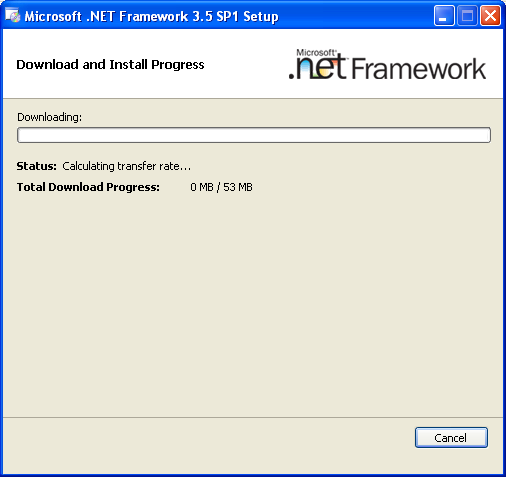 Microsoft .NET Framework 3.5 SP1 Setup
Download and Install Progress
Microsoft®
.net Framework
Downloading:
Status: Calculating transfer rate...
Total Download Progress: 0 MB / 53 MB
Cancel